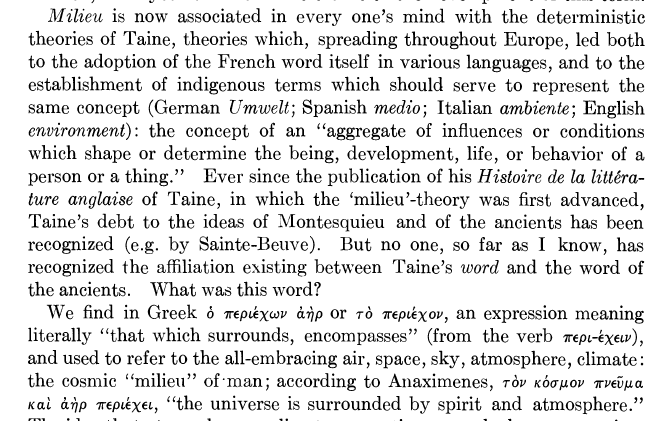 Milieu is now associated in every one's mind with the deterministic
theories of Taine, theories which, spreading throughout Europe, led both
to the adoption of the French word itself in various languages, and to the
establishment of indigenous terms which should serve to represent the
same concept (German Umwelt; Spanish medio; Italian ambiente; English
environment): the concept of an “aggregate of influences or conditions
which shape or determine the being, development, life, or behavior of a
person or a thing.” Ever since the publication of his Histoire de la littéra-
ture anglaise of Taine, in which the ‘milieu’-theory was first advanced,
Taine's debt to the ideas of Montesquieu and of the ancients has been
recognized (e.g. by Sainte-Beuve). But no one, so far as I know, has
recognized the affiliation existing between Taine's word and the word of
the ancients. What was this word?
We find in Greek ὁ περιέχων ἀὴρ or τὸ περιέχον, an expression meaning
literally “that which surrounds, encompasses” (from the verb περι-έχειν),
and used to refer to the all-embracing air, space, sky, atmosphere, climate:
the cosmic “milieu” of man; according to Anaximenes, τὸν κόσμον πνεῦμα
καὶ ἀὴρ περιέχει, “the universe is surrounded by spirit and atmosphere.”